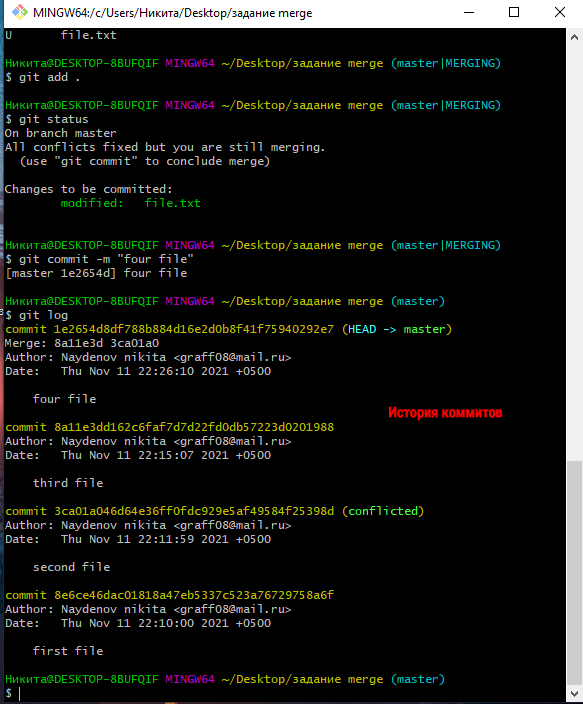 MINGW64:/c/Users/Никита/Desktop/задание merge
U       file.txt
Никита@DESKTOP-8BUFQIF MINGW64 ~/Desktop/задание merge (master|MERGING)
$ git add .
Никита@DESKTOP-8BUFQIF MINGW64 ~/Desktop/задание merge (master|MERGING)
$ git status
On branch master
All conflicts fixed but you are still merging.
  (use "git commit" to conclude merge)
Changes to be committed:
        modified:   file.txt
Никита@DESKTOP-8BUFQIF MINGW64 ~/Desktop/задание merge (master|MERGING)
$ git commit -m "four file"
[master 1e2654d] four file
Никита@DESKTOP-8BUFQIF MINGW64 ~/Desktop/задание merge (master)
$ git log
commit 1e2654d8df788b884d16e2d0b8f41f75940292e7 (HEAD -> master)
Merge: 8a11e3d 3ca01a0
Author: Naydenov nikita <graff08@mail.ru>
Date:   Thu Nov 11 22:26:10 2021 +0500
    four file
История коммитов
commit 8a11e3dd162c6faf7d7d22fd0db57223d0201988
Author: Naydenov nikita <graff08@mail.ru>
Date:   Thu Nov 11 22:15:07 2021 +0500
    third file
commit 3ca01a046d64e36ff0fdc929e5af49584f25398d (conflicted)
Author: Naydenov nikita <graff08@mail.ru>
Date:   Thu Nov 11 22:11:59 2021 +0500
    second file
commit 8e6ce46dac01818a47eb5337c523a76729758a6f
Author: Naydenov nikita <graff08@mail.ru>
Date:   Thu Nov 11 22:10:00 2021 +0500
    first file
Никита@DESKTOP-8BUFQIF MINGW64 ~/Desktop/задание merge (master)
$